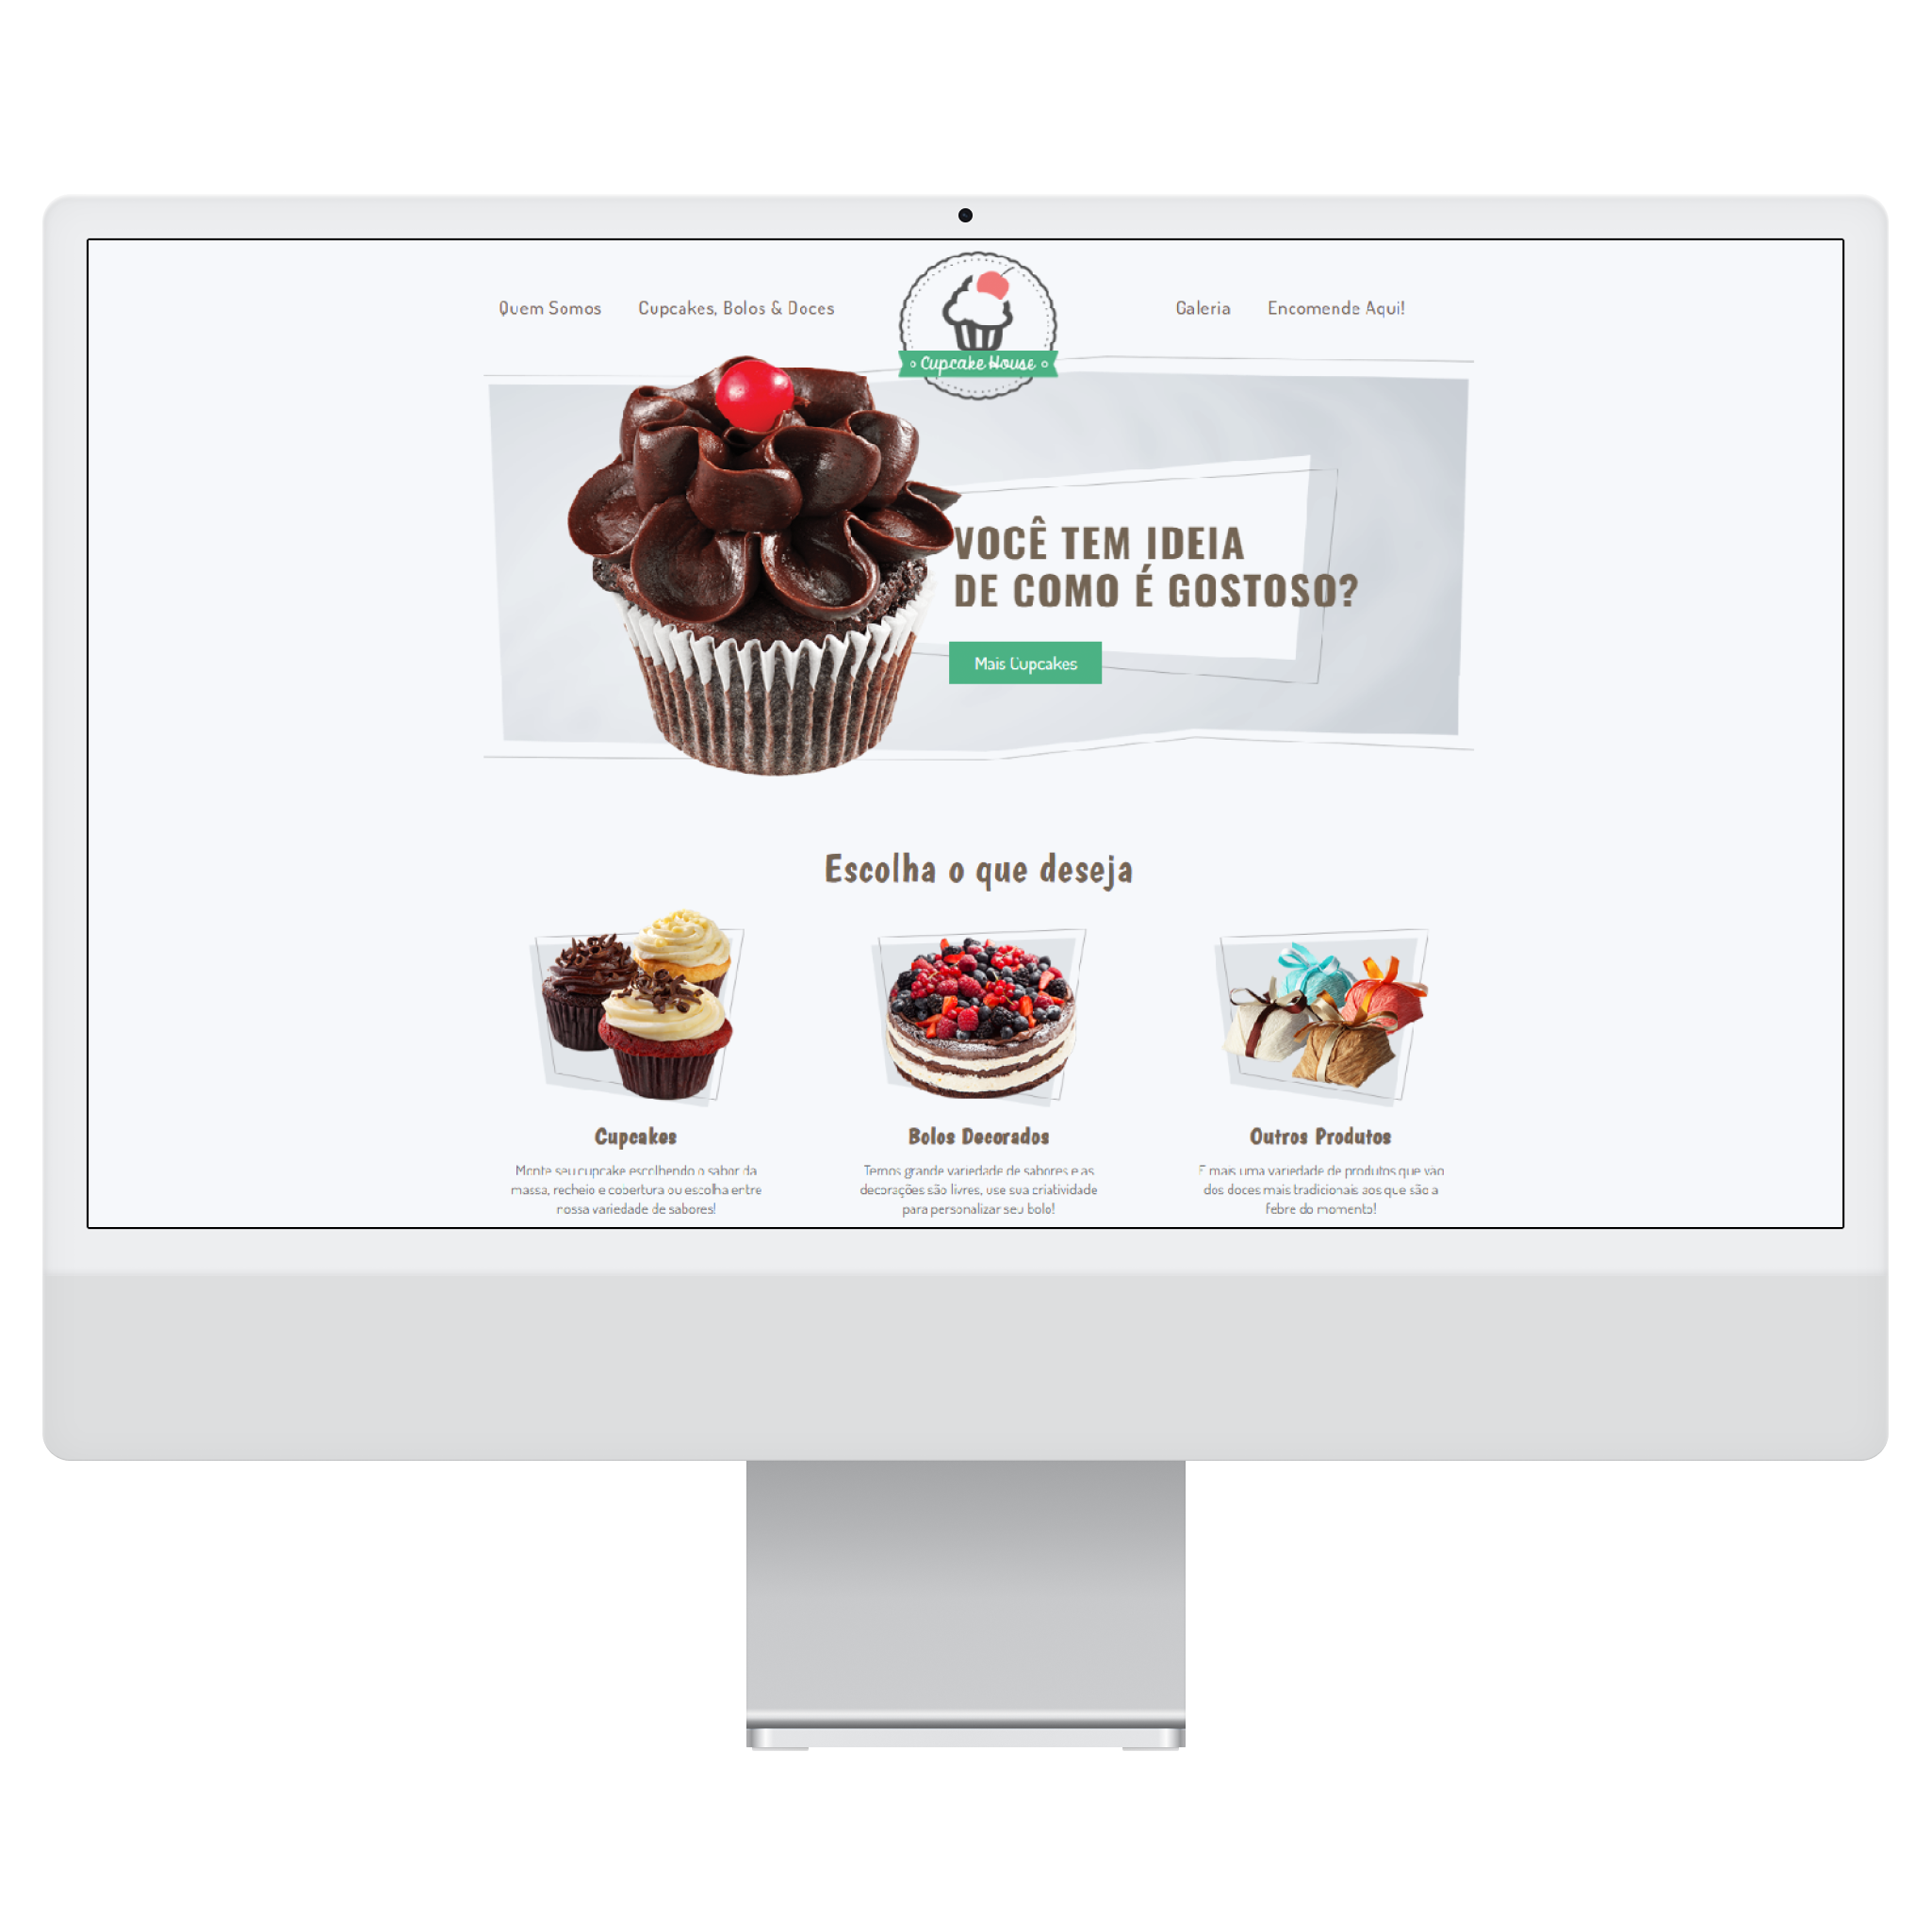 Quem Somos
Cupcakes, Bolos & Doces
Galeria
Encomende Aqui!
Cupcake House
VOCÊ TEM IDEIA
DE COMO É GOSTOSO?
Mais Cupcakes
Escolha o que deseja
Cupcakes
Monte seu cupcake escolhendo o sabor da
massa, recheio e cobertura ou escolha entre
nossa variedade de sabores!
Bolos Decorados
Temos grande variedade de sabores e as
decorações são livres, use sua criatividade
para personalizar seu bolo!
Outros Produtos
E mais uma variedade de produtos que vão
dos doces mais tradicionais aos que são a
febre do momento!